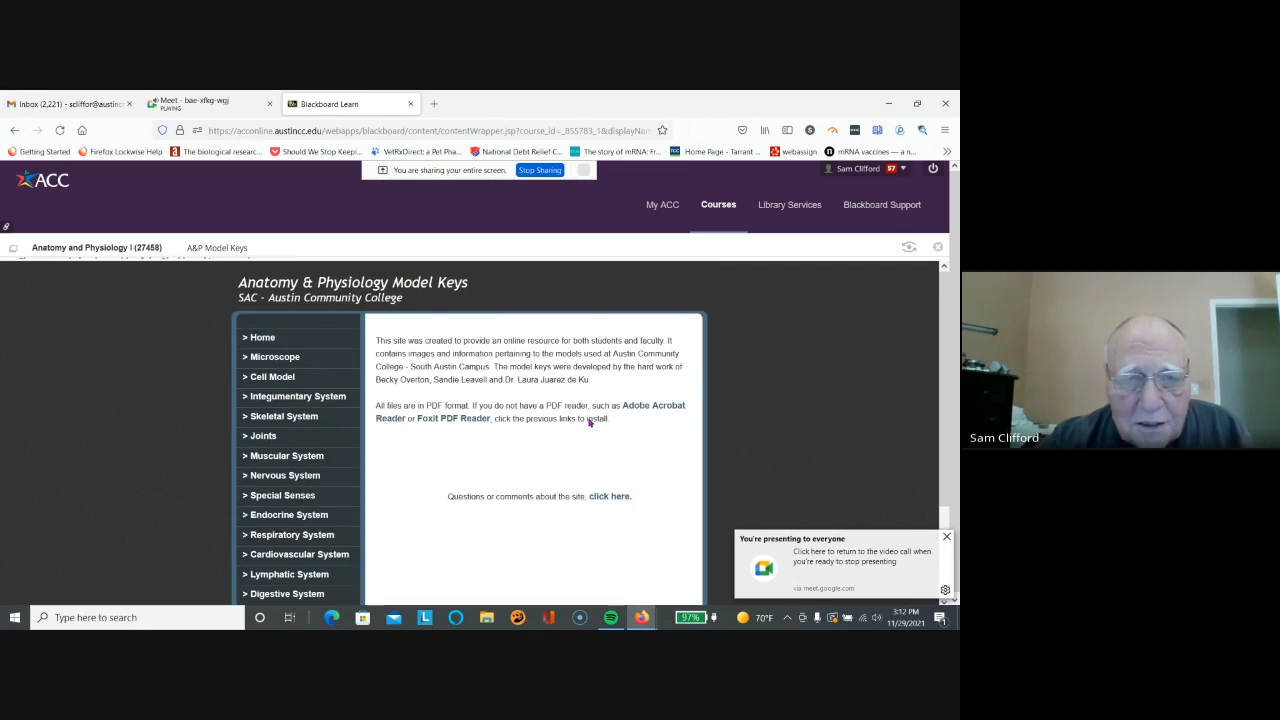 Inbox (2,221) - scliffor@austincc
Meet - bae-xfkg-wgj
PLAYING
Blackboard Learn
https://acconline.austincc.edu/webapps/blackboard/content/contentWrapper.jsp?course_id=_855783_1&displayNam
Getting Started
Firefox Lockwise Help
The biological researc...
Should We Stop Keepi...
VetRxDirect: a Pet Pha...
National Debt Relief C...
The story of mRNA: Fr...
Home Page - Tarrant ...
webassign
mRNA vaccines — a n...
You are sharing your entire screen.
Stop Sharing
Sam Clifford 57
ACC
My ACC
Courses
Library Services
Blackboard Support
Anatomy and Physiology I (27458)
A&P Model Keys
Anatomy & Physiology Model Keys
SAC - Austin Community College
> Home
> Microscope
> Cell Model
> Integumentary System
> Skeletal System
> Joints
> Muscular System
> Nervous System
> Special Senses
> Endocrine System
> Respiratory System
> Cardiovascular System
> Lymphatic System
> Digestive System
This site was created to provide an online resource for both students and faculty. It
contains images and information pertaining to the models used at Austin Community
College - South Austin Campus. The model keys were developed by the hard work of
Becky Overton, Sandie Leavell and Dr. Laura Juarez de Ku.
All files are in PDF format. If you do not have a PDF reader, such as Adobe Acrobat
Reader or Foxit PDF Reader, click the previous links to install.
Questions or comments about the site, click here.
You're presenting to everyone
Click here to return to the video call when
you're ready to stop presenting
via meet.google.com
Sam Clifford
Type here to search
97%
70°F
3:12 PM
11/29/2021